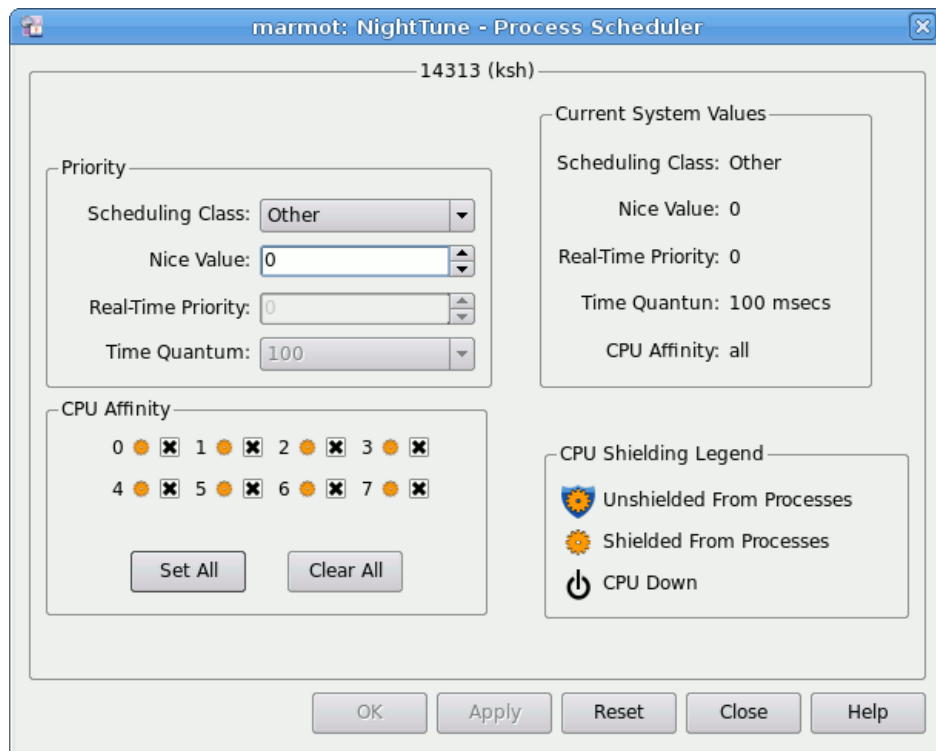 marmot: NightTune - Process Scheduler
14313 (ksh)
Priority
Scheduling Class: Other
Nice Value: 0
Real-Time Priority: 0
Time Quantum: 100
Current System Values
Scheduling Class: Other
Nice Value: 0
Real-Time Priority: 0
Time Quantun: 100 msecs
CPU Affinity: all
CPU Affinity
0 1 2 3
4 5 6 7
Set All Clear All
CPU Shielding Legend
Unshielded From Processes
Shielded From Processes
CPU Down
OK Apply Reset Close Help